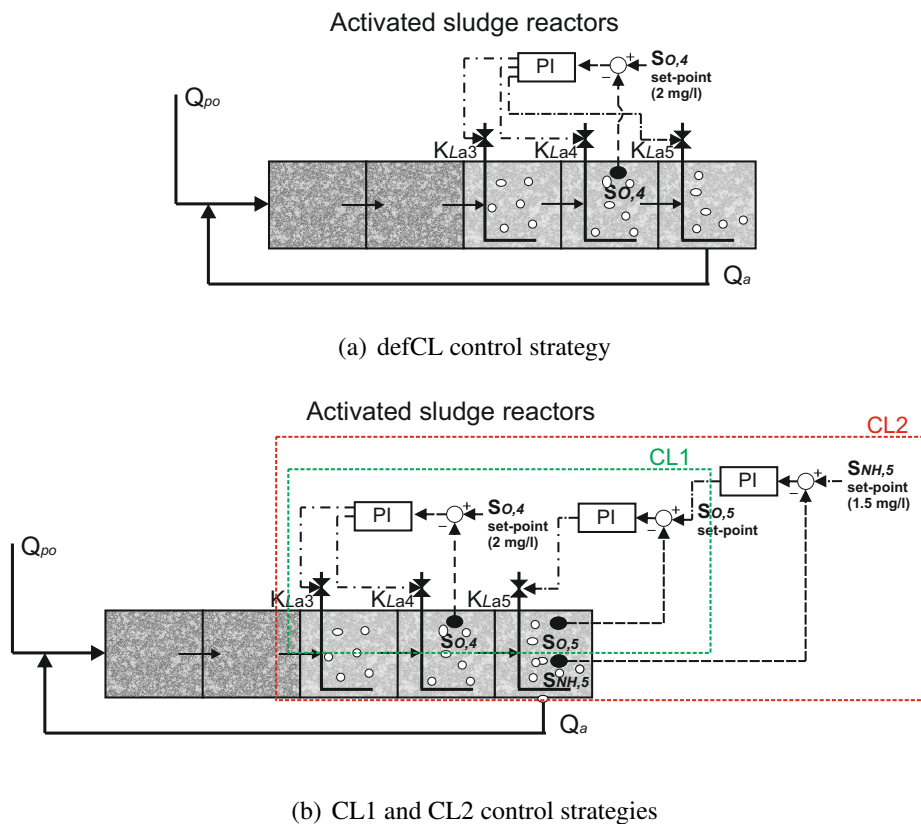 Activated sludge reactors
PI
+
−
SO,4
set-point
(2 mg/l)
Qpo
KLa3
KLa4
KLa5
SO,4
Qa
(a) defCL control strategy
Activated sludge reactors
CL2
CL1
PI
+
−
SNH,5
set-point
(1.5 mg/l)
PI
+
−
SO,4
set-point
(2 mg/l)
PI
+
−
SO,5
set-point
Qpo
KLa3
KLa4
KLa5
SO,4
SO,5
SNH,5
Qa
(b) CL1 and CL2 control strategies